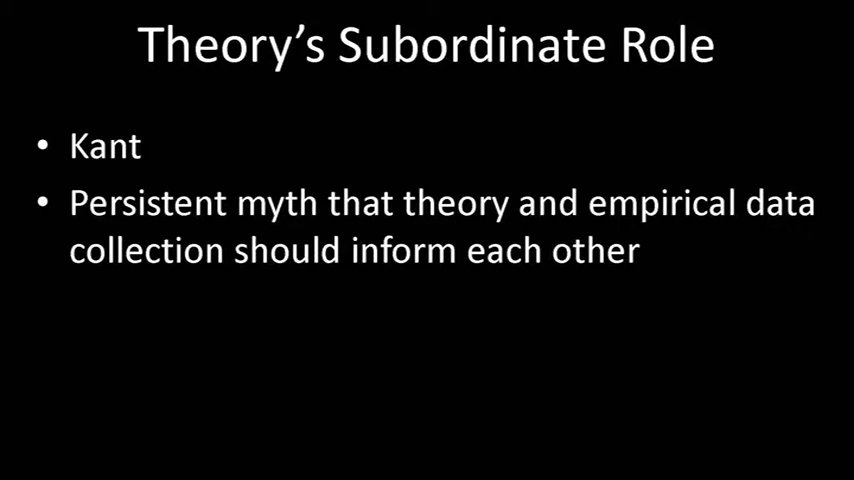 Theory’s Subordinate Role
• Kant
• Persistent myth that theory and empirical data
collection should inform each other